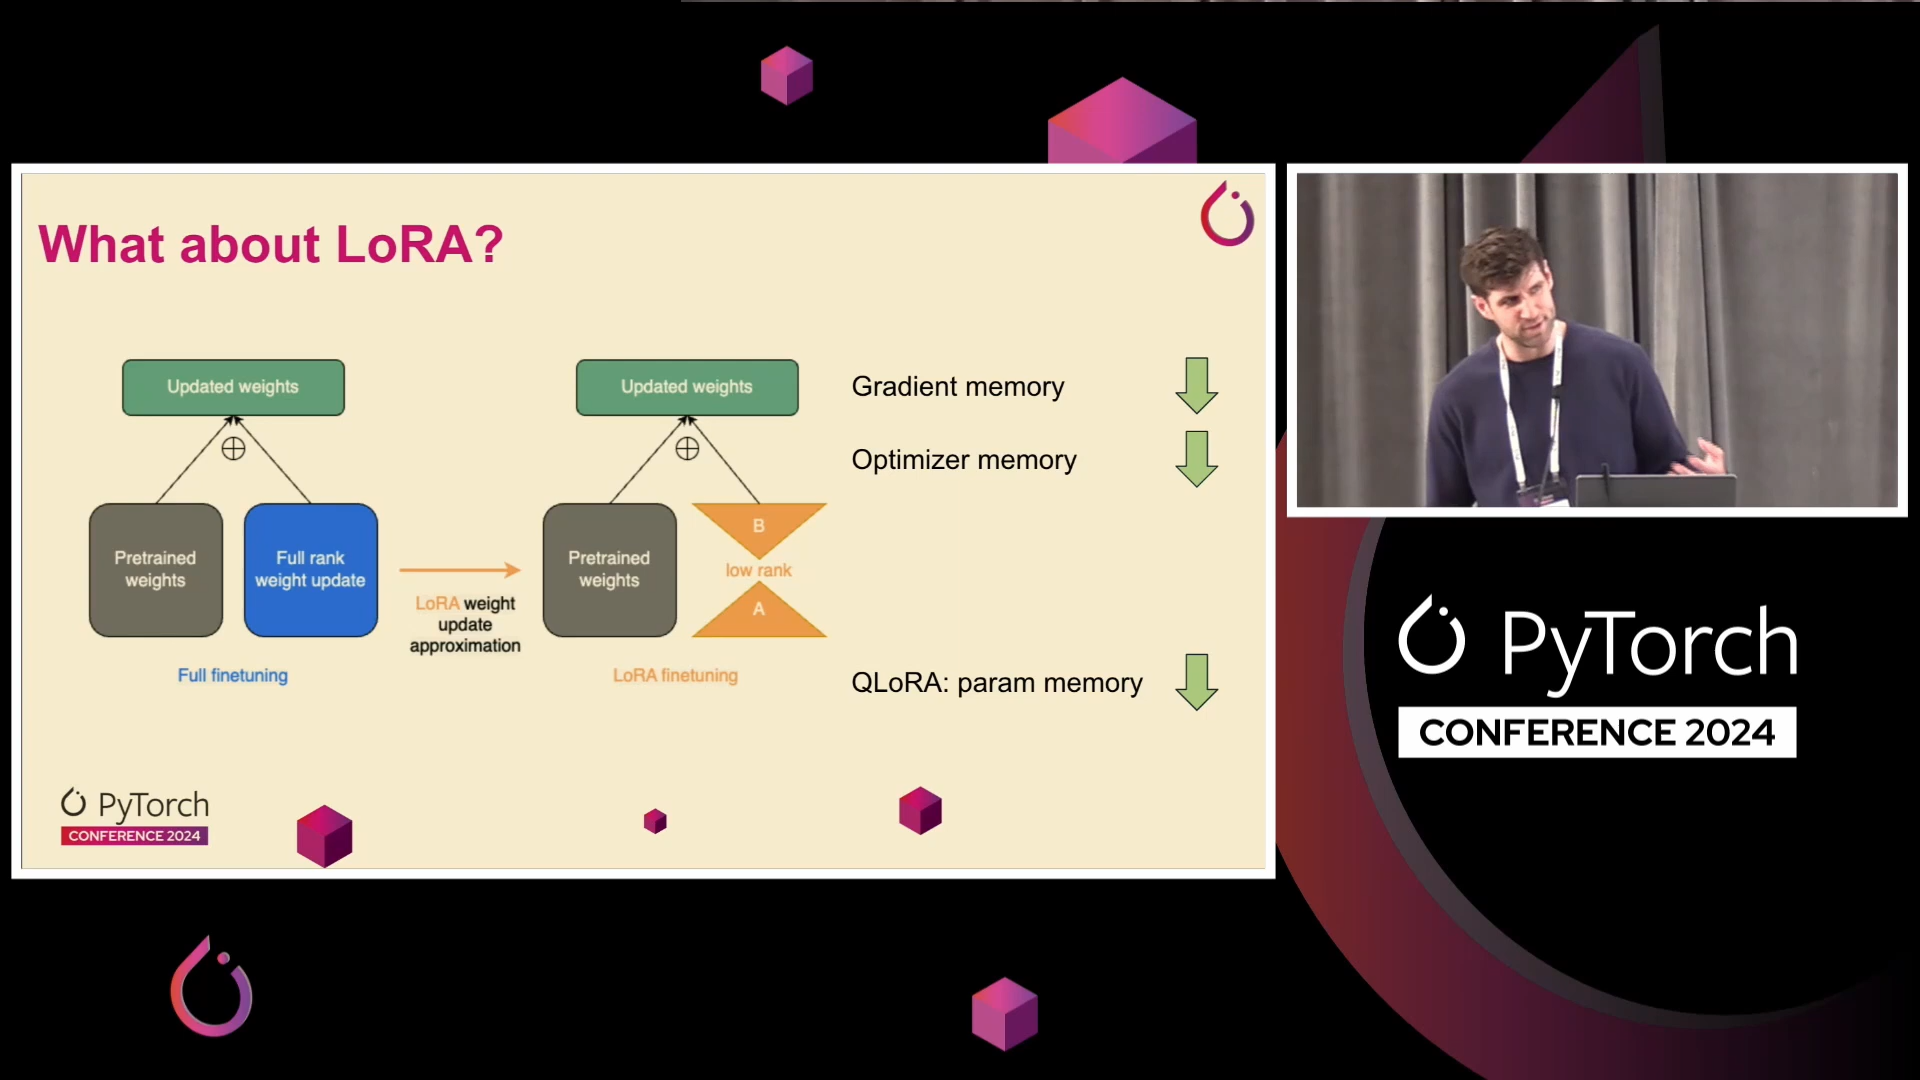 What about LoRA?
Updated weights
Pretrained
weights
Full rank
weight update
Full finetuning
LoRA weight
update
approximation
Updated weights
Pretrained
weights
B
low rank
A
LoRA finetuning
Gradient memory
Optimizer memory
QLoRA: param memory
PyTorch
CONFERENCE 2024
PyTorch
CONFERENCE 2024